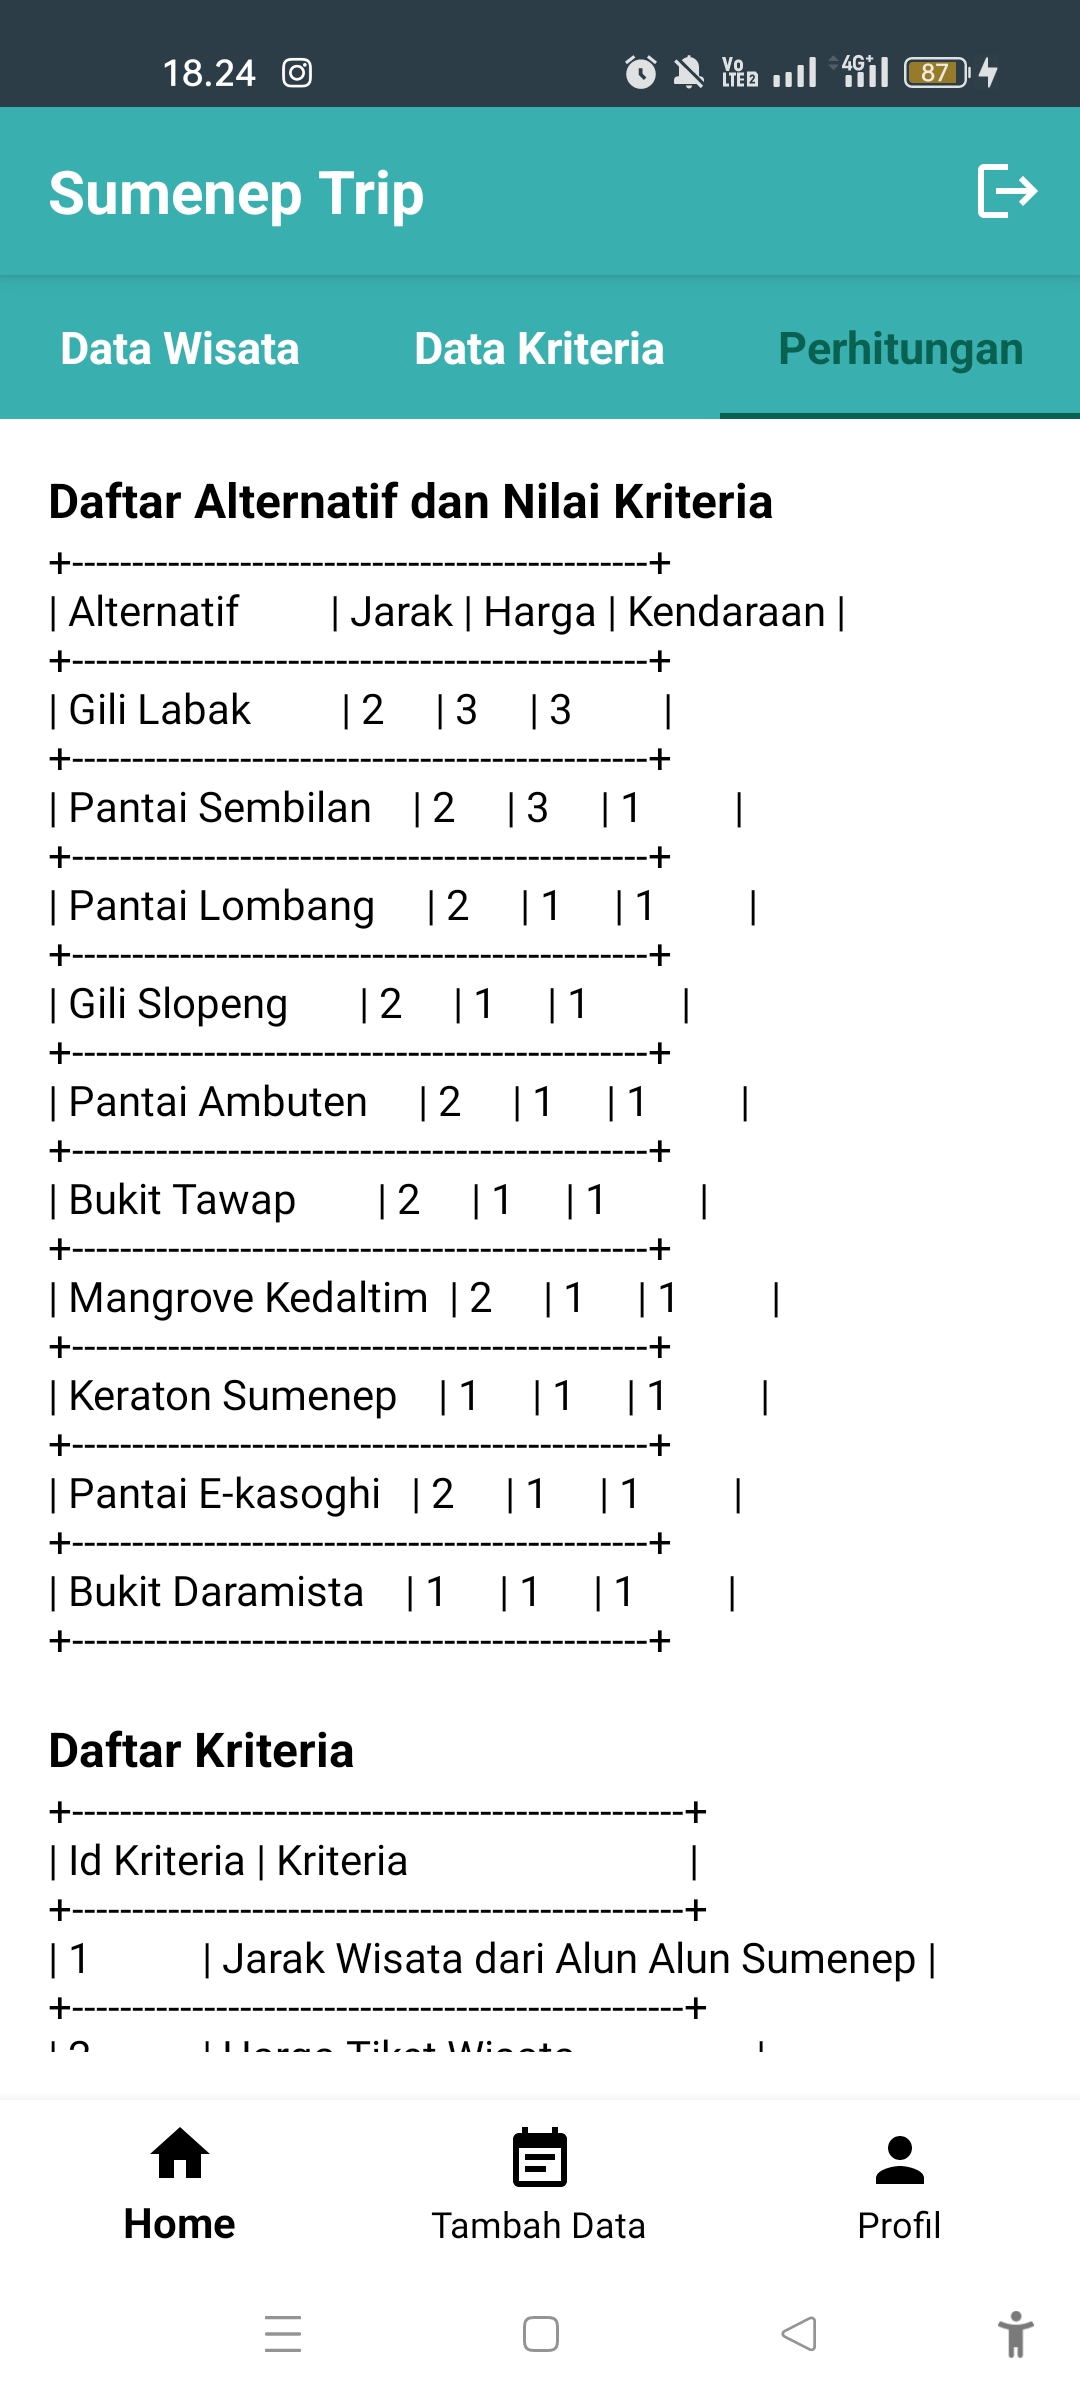 18.24
Vo LTE2 4G+ 87
Sumenep Trip
Data Wisata Data Kriteria Perhitungan
Daftar Alternatif dan Nilai Kriteria
+------------------------------------------------+
| Alternatif | Jarak | Harga | Kendaraan |
+------------------------------------------------+
| Gili Labak | 2 | 3 | 3 |
+------------------------------------------------+
| Pantai Sembilan | 2 | 3 | 1 |
+------------------------------------------------+
| Pantai Lombang | 2 | 1 | 1 |
+------------------------------------------------+
| Gili Slopeng | 2 | 1 | 1 |
+------------------------------------------------+
| Pantai Ambuten | 2 | 1 | 1 |
+------------------------------------------------+
| Bukit Tawap | 2 | 1 | 1 |
+------------------------------------------------+
| Mangrove Kedaltim | 2 | 1 | 1 |
+------------------------------------------------+
| Keraton Sumenep | 1 | 1 | 1 |
+------------------------------------------------+
| Pantai E-kasoghi | 2 | 1 | 1 |
+------------------------------------------------+
| Bukit Daramista | 1 | 1 | 1 |
+------------------------------------------------+
Daftar Kriteria
+---------------------------------------------------+
| Id Kriteria | Kriteria |
+---------------------------------------------------+
| 1 | Jarak Wisata dari Alun Alun Sumenep |
+---------------------------------------------------+
| 2 | Harga Tiket Wisata |
Home Tambah Data Profil